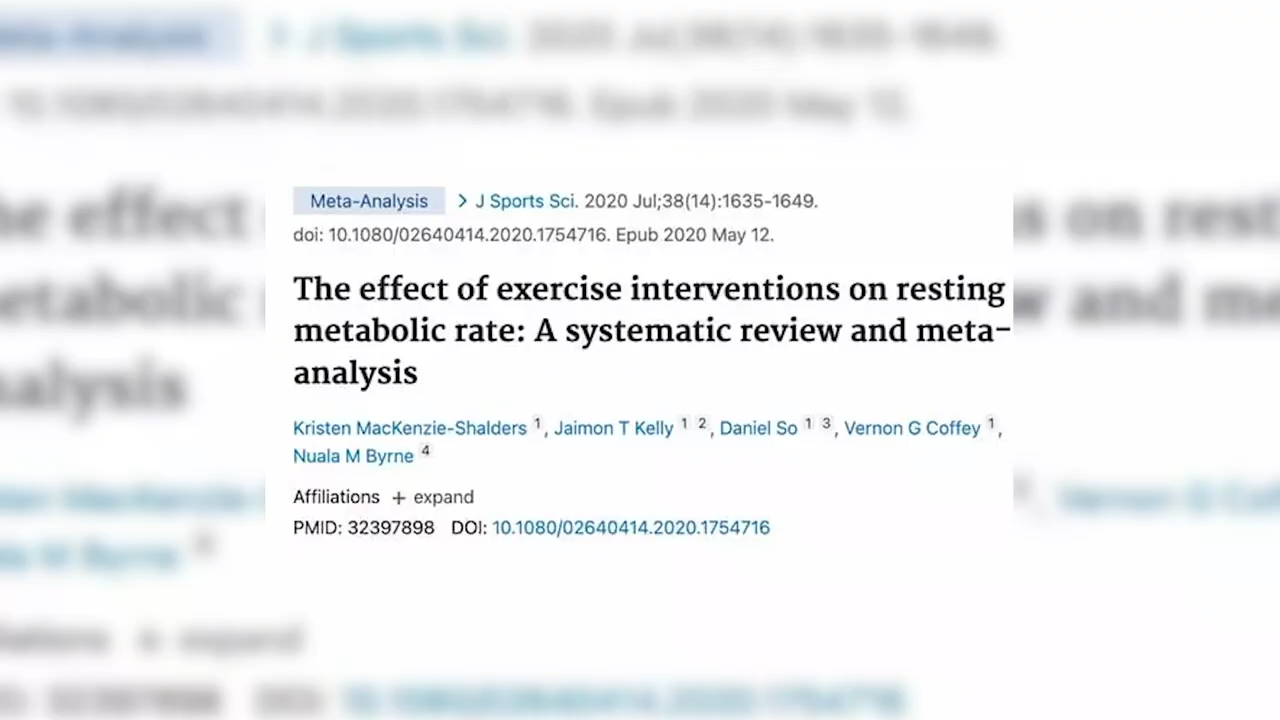 Meta-Analysis > J Sports Sci. 2020 Jul;38(14):1635-1649.
doi: 10.1080/02640414.2020.1754716. Epub 2020 May 12.
The effect of exercise interventions on resting
metabolic rate: A systematic review and meta-
analysis
Kristen MacKenzie-Shalders 1, Jaimon T Kelly 1 2, Daniel So 1 3, Vernon G Coffey 1,
Nuala M Byrne 4
Affiliations + expand
PMID: 32397898 DOI: 10.1080/02640414.2020.1754716